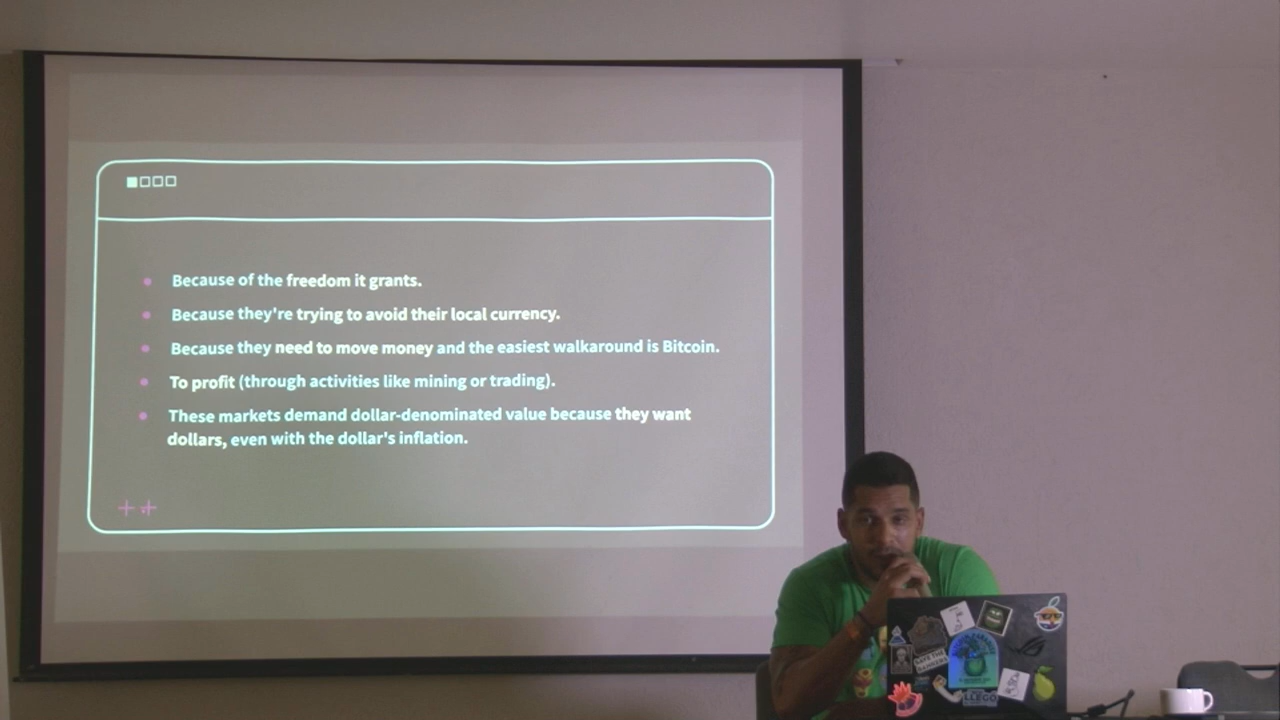 Because of the freedom it grants.
Because they're trying to avoid their local currency.
Because they need to move money and the easiest walkaround is Bitcoin.
To profit (through activities like mining or trading).
These markets demand dollar-denominated value because they want
dollars, even with the dollar's inflation.